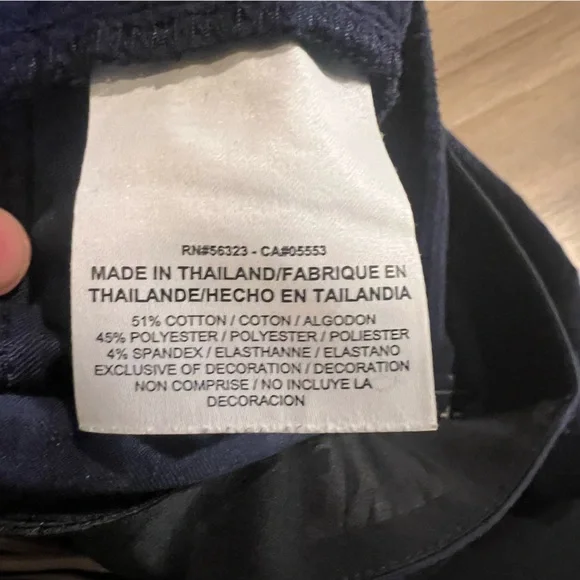 RN#56323 - CA#05553
MADE IN THAILAND/FABRIQUE EN
THAILANDE/HECHO EN TAILANDIA
51% COTTON / COTON / ALGODON
45% POLYESTER / POLYESTER / POLIESTER
4% SPANDEX / ELASTHANNE / ELASTANO
EXCLUSIVE OF DECORATION / DECORATION
NON COMPRISE / NO INCLUYE LA
DECORACION